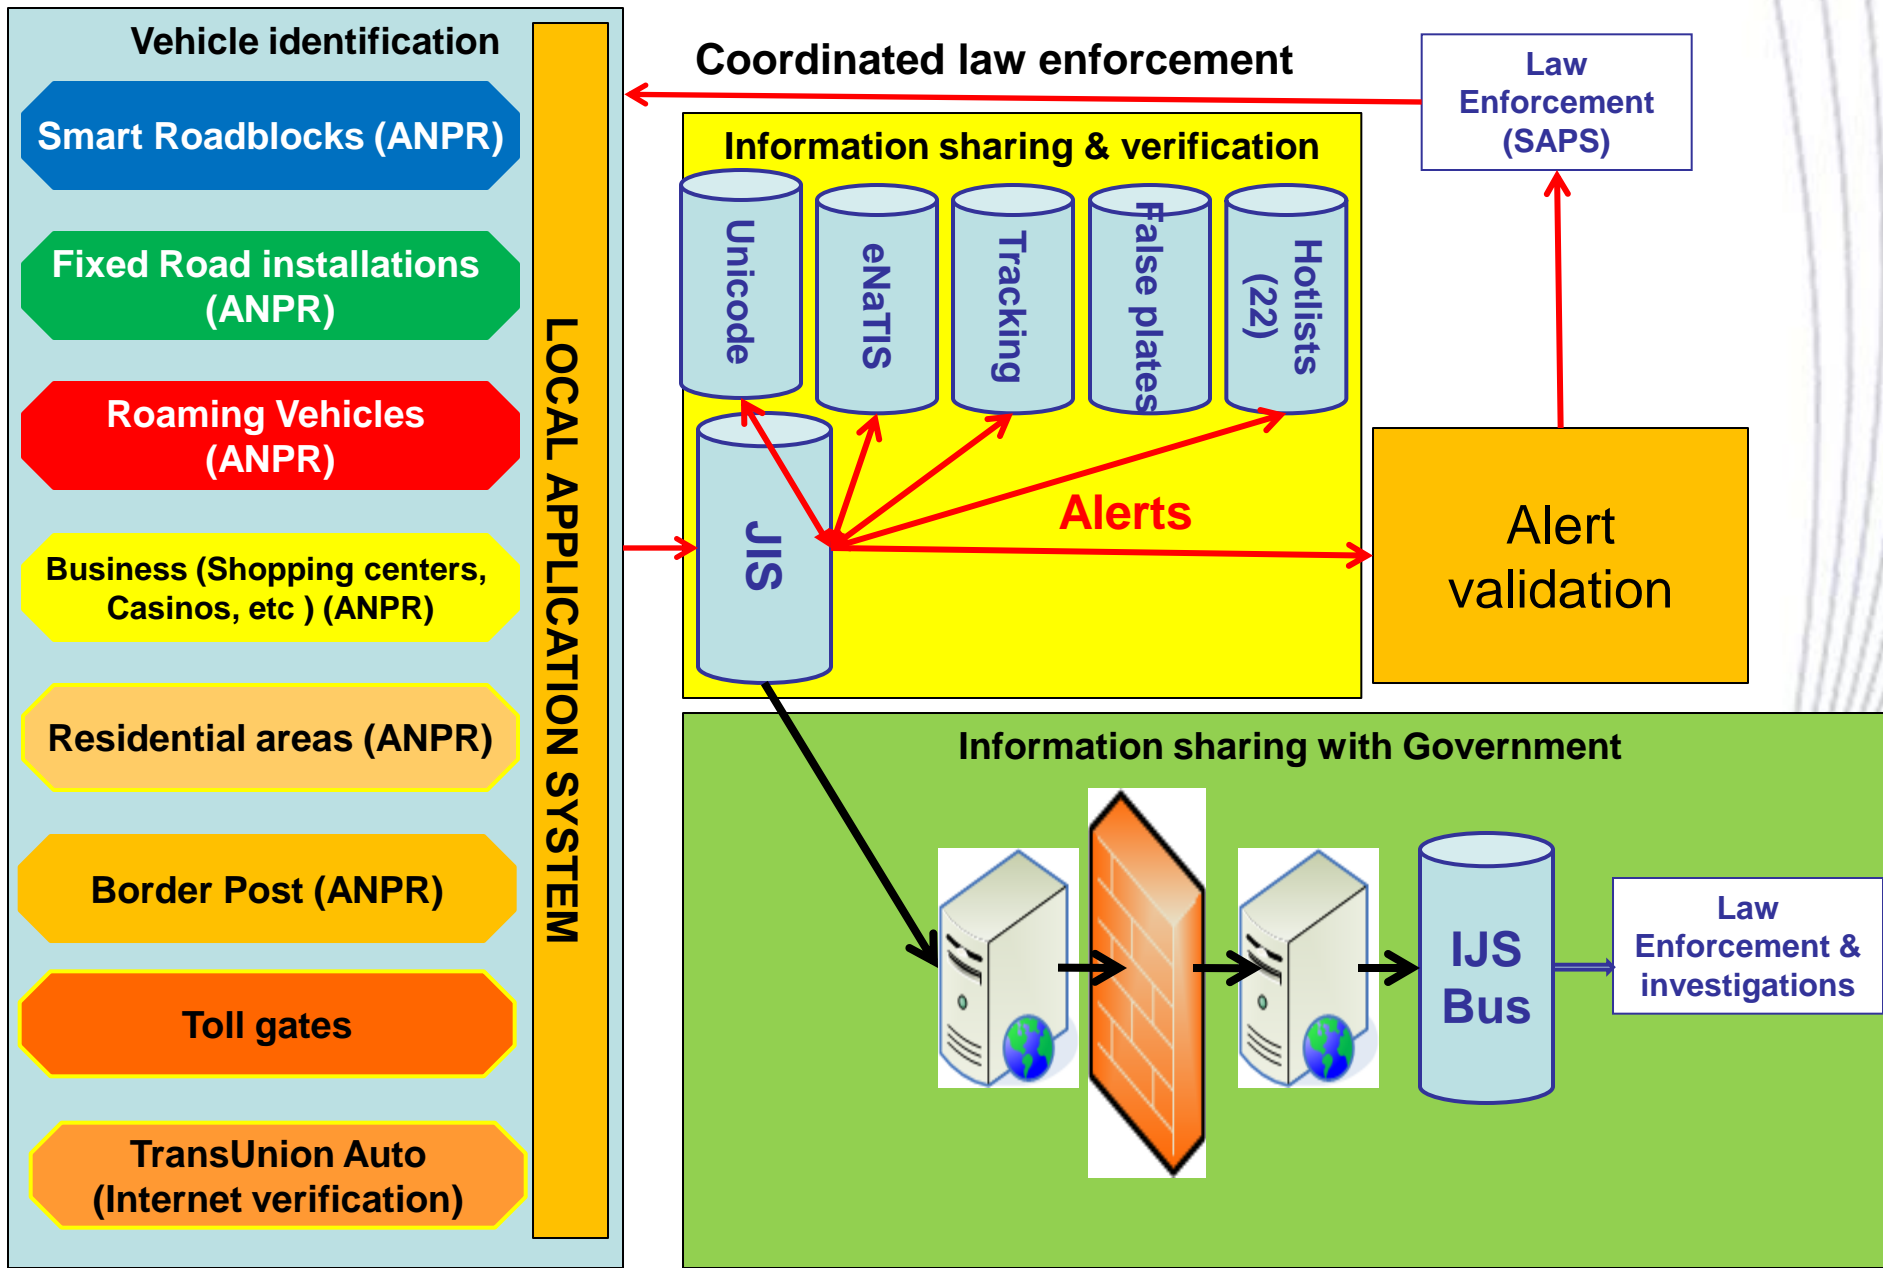 Vehicle identification
Smart Roadblocks (ANPR)
Fixed Road installations
(ANPR)
Roaming Vehicles
(ANPR)
Business (Shopping centers,
Casinos, etc ) (ANPR)
Residential areas (ANPR)
Border Post (ANPR)
Toll gates
TransUnion Auto
(Internet verification)
LOCAL APPLICATION SYSTEM
Coordinated law enforcement
Law
Enforcement
(SAPS)
Information sharing & verification
Unicode
eNaTIS
Tracking
False plates
Hotlists
(22)
JIS
Alerts
Alert
validation
Information sharing with Government
IJS
Bus
Law
Enforcement &
investigations